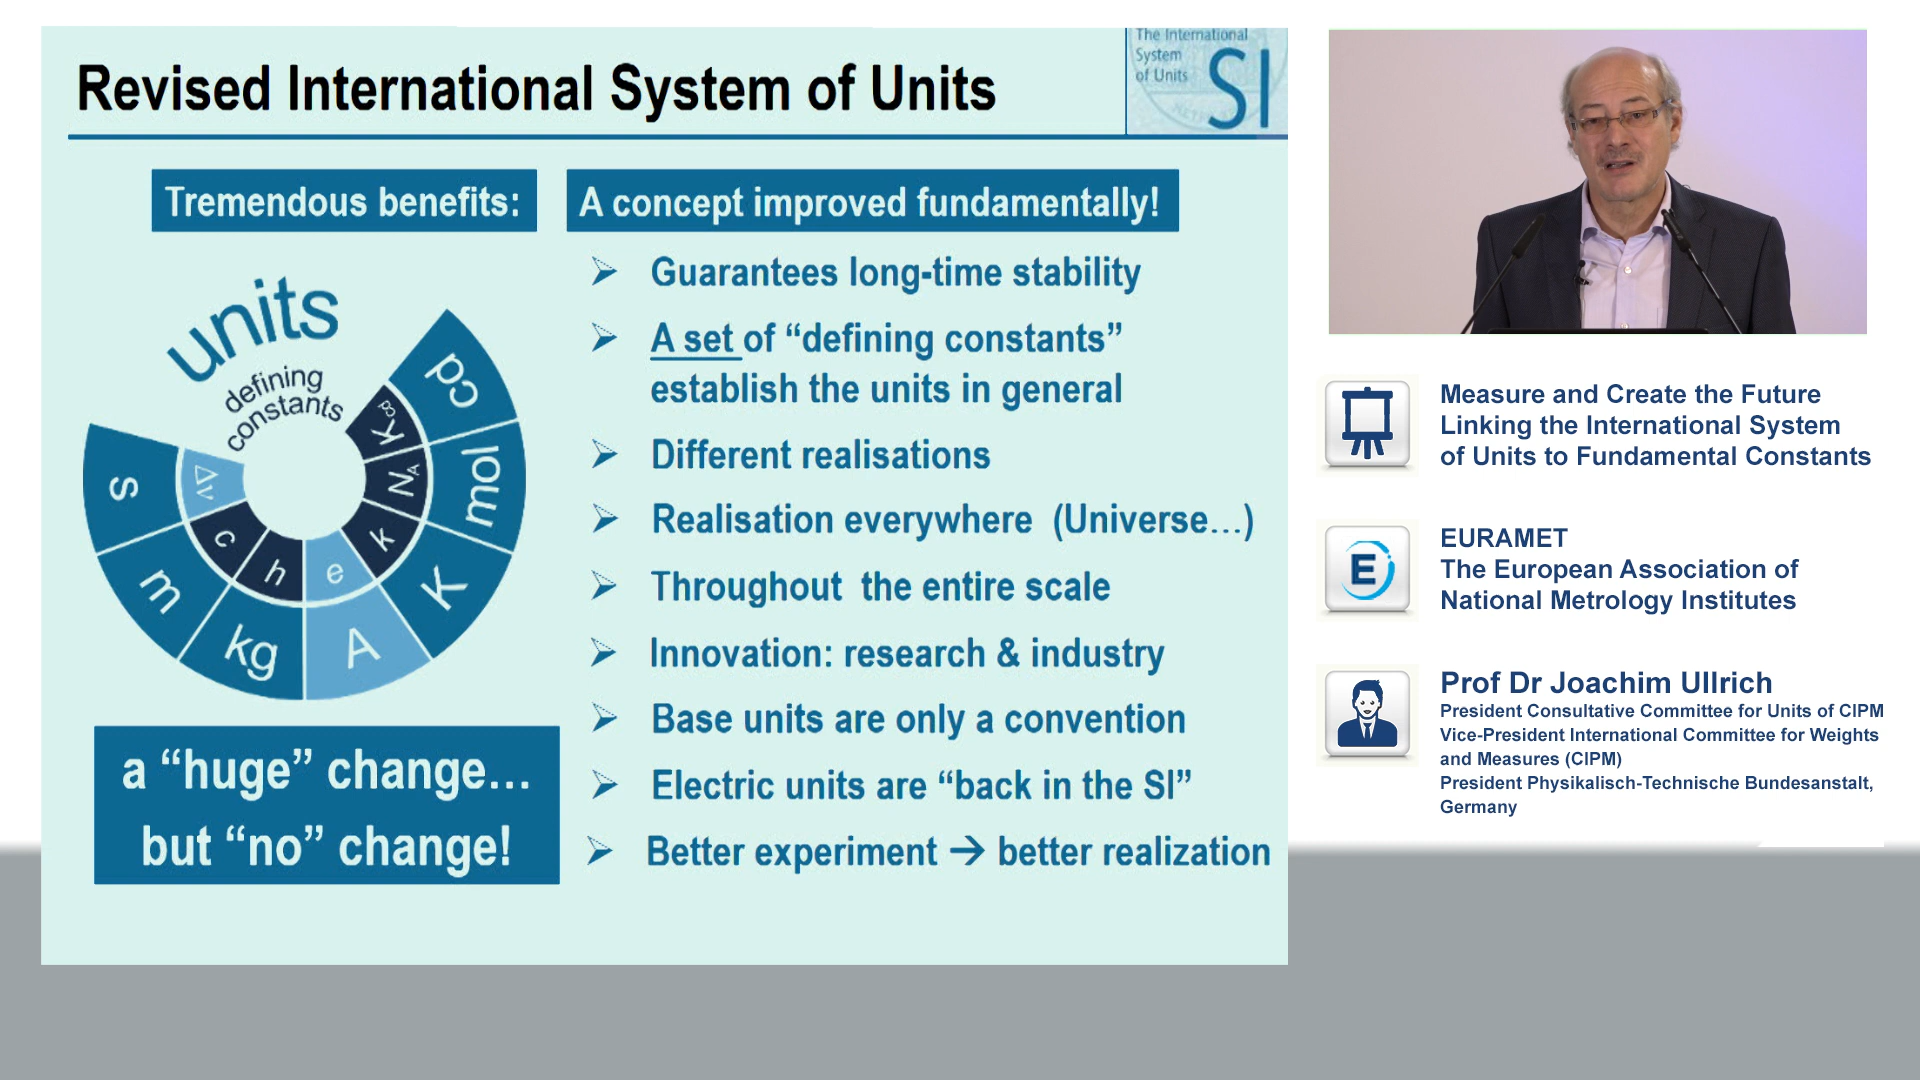 Revised International System of Units
The International
System
of Units
SI
Tremendous benefits:
A concept improved fundamentally!
units
defining
constants
s
m
kg
A
K
mol
cd
Δν
c
h
e
k
NA
Kcd
a “huge” change...
but “no” change!
➢ Guarantees long-time stability
➢ A set of “defining constants”
establish the units in general
➢ Different realisations
➢ Realisation everywhere (Universe...)
➢ Throughout the entire scale
➢ Innovation: research & industry
➢ Base units are only a convention
➢ Electric units are “back in the SI”
➢ Better experiment → better realization
Measure and Create the Future
Linking the International System
of Units to Fundamental Constants
E
EURAMET
The European Association of
National Metrology Institutes
Prof Dr Joachim Ullrich
President Consultative Committee for Units of CIPM
Vice-President International Committee for Weights
and Measures (CIPM)
President Physikalisch-Technische Bundesanstalt,
Germany